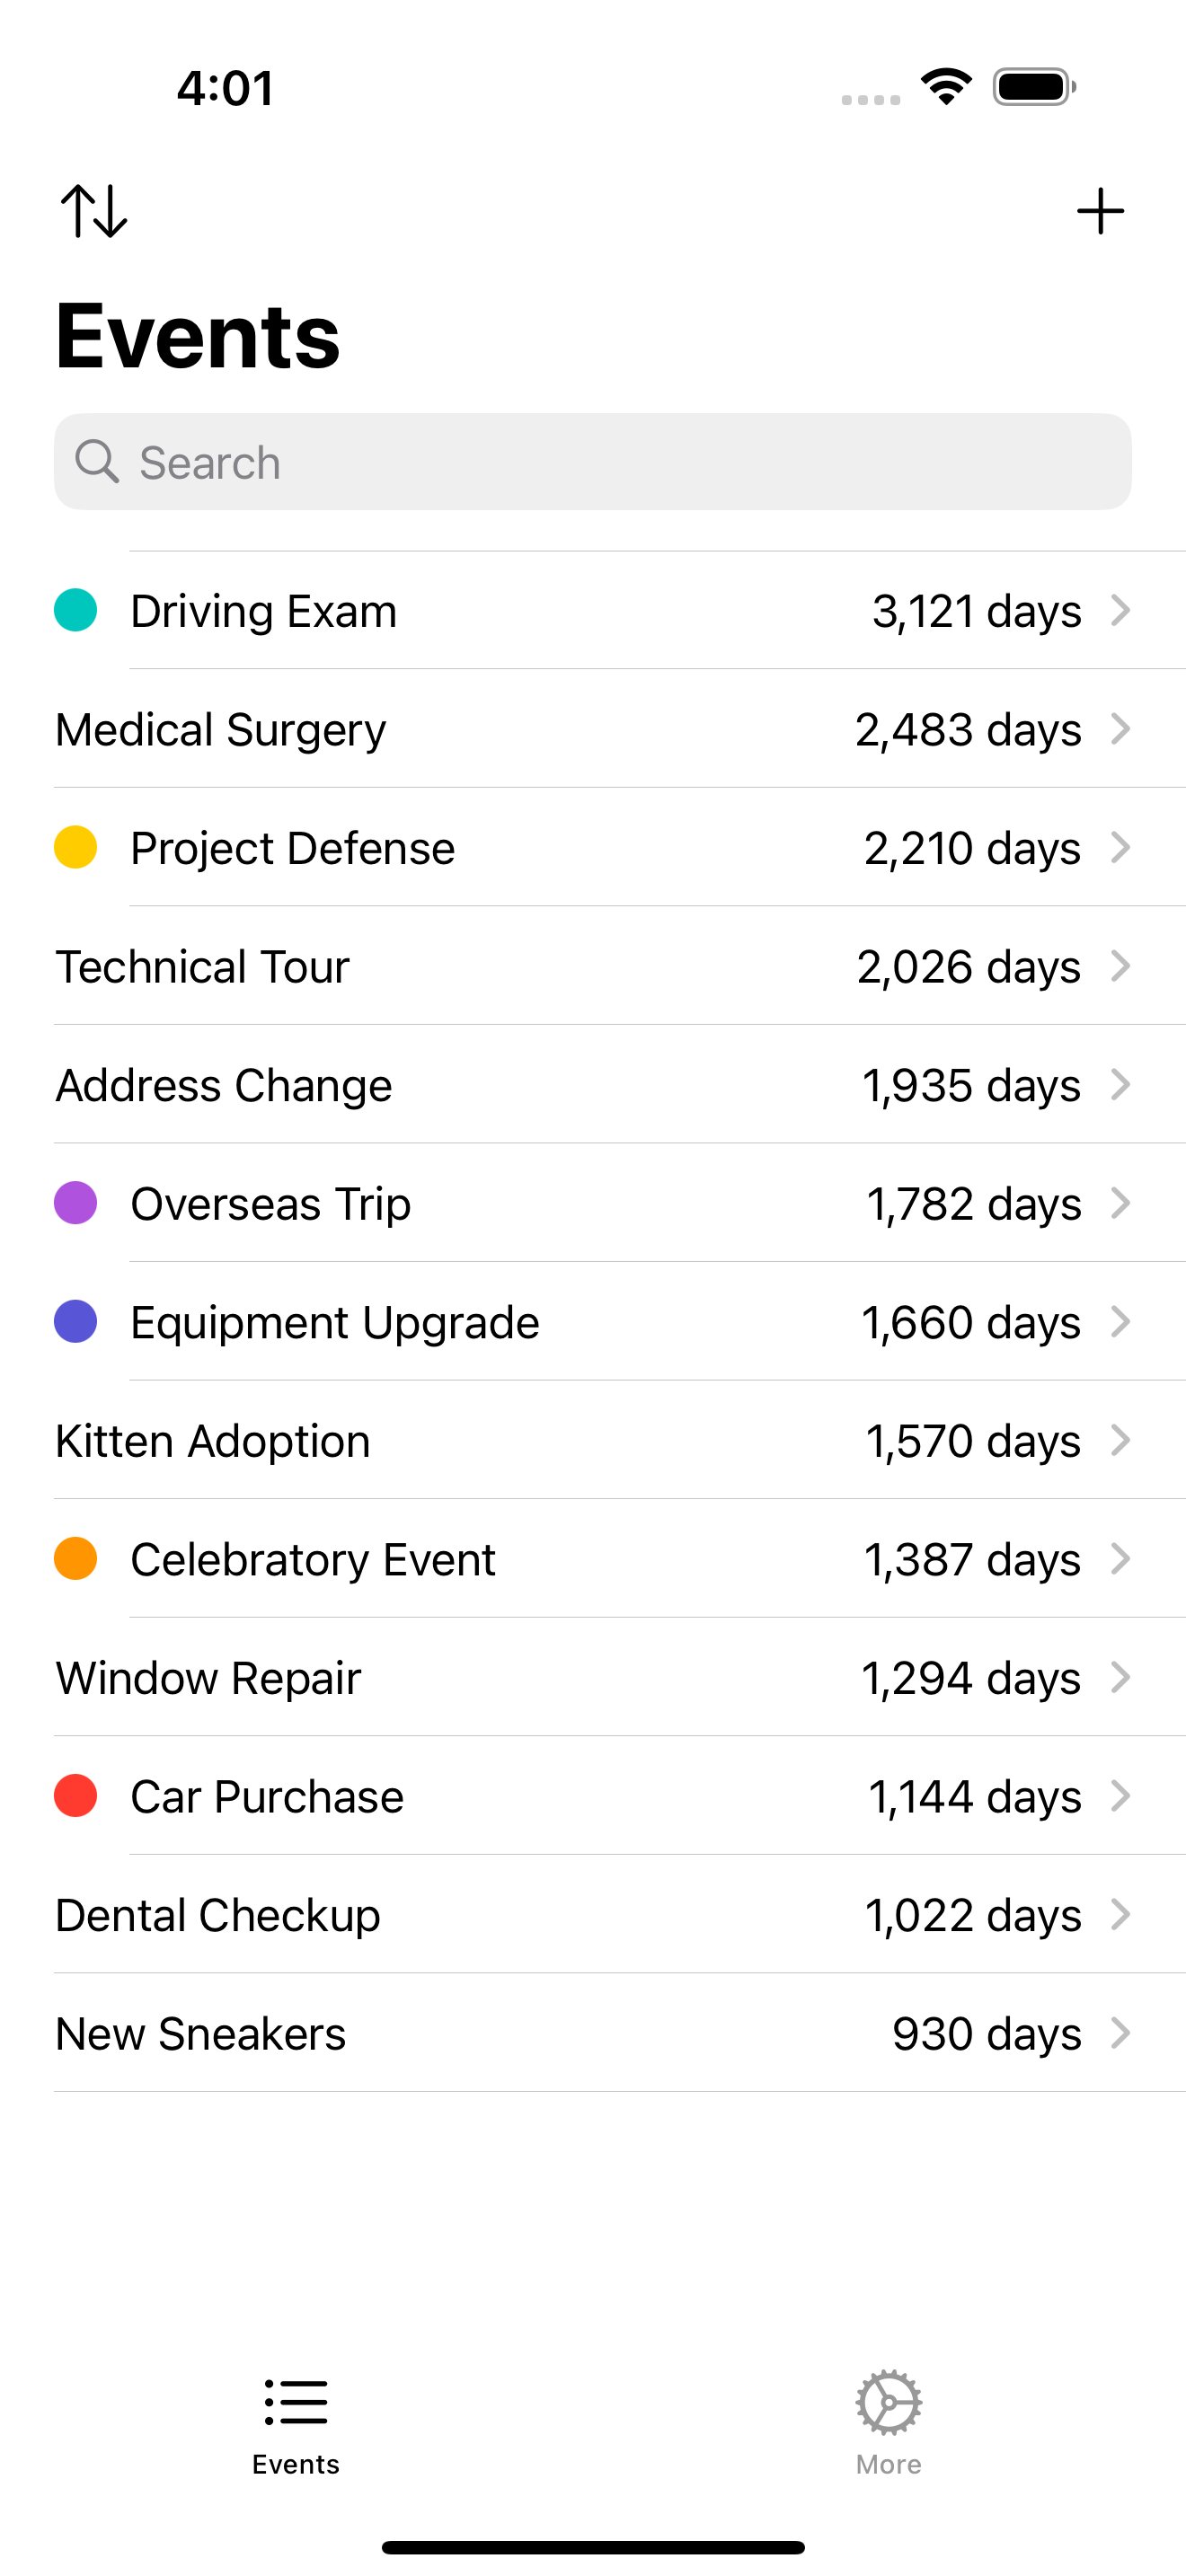 4:01
Events
Search
Driving Exam 3,121 days
Medical Surgery 2,483 days
Project Defense 2,210 days
Technical Tour 2,026 days
Address Change 1,935 days
Overseas Trip 1,782 days
Equipment Upgrade 1,660 days
Kitten Adoption 1,570 days
Celebratory Event 1,387 days
Window Repair 1,294 days
Car Purchase 1,144 days
Dental Checkup 1,022 days
New Sneakers 930 days
Events More